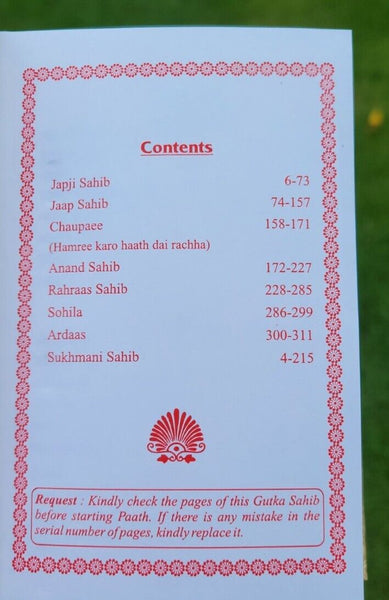 Contents
Japji Sahib 6-73
Jaap Sahib 74-157
Chaupaee 158-171
(Hamree karo haath dai rachha)
Anand Sahib 172-227
Rahraas Sahib 228-285
Sohila 286-299
Ardaas 300-311
Sukhmani Sahib 4-215
Request : Kindly check the pages of this Gutka Sahib
before starting Paath. If there is any mistake in the
serial number of pages, kindly replace it.